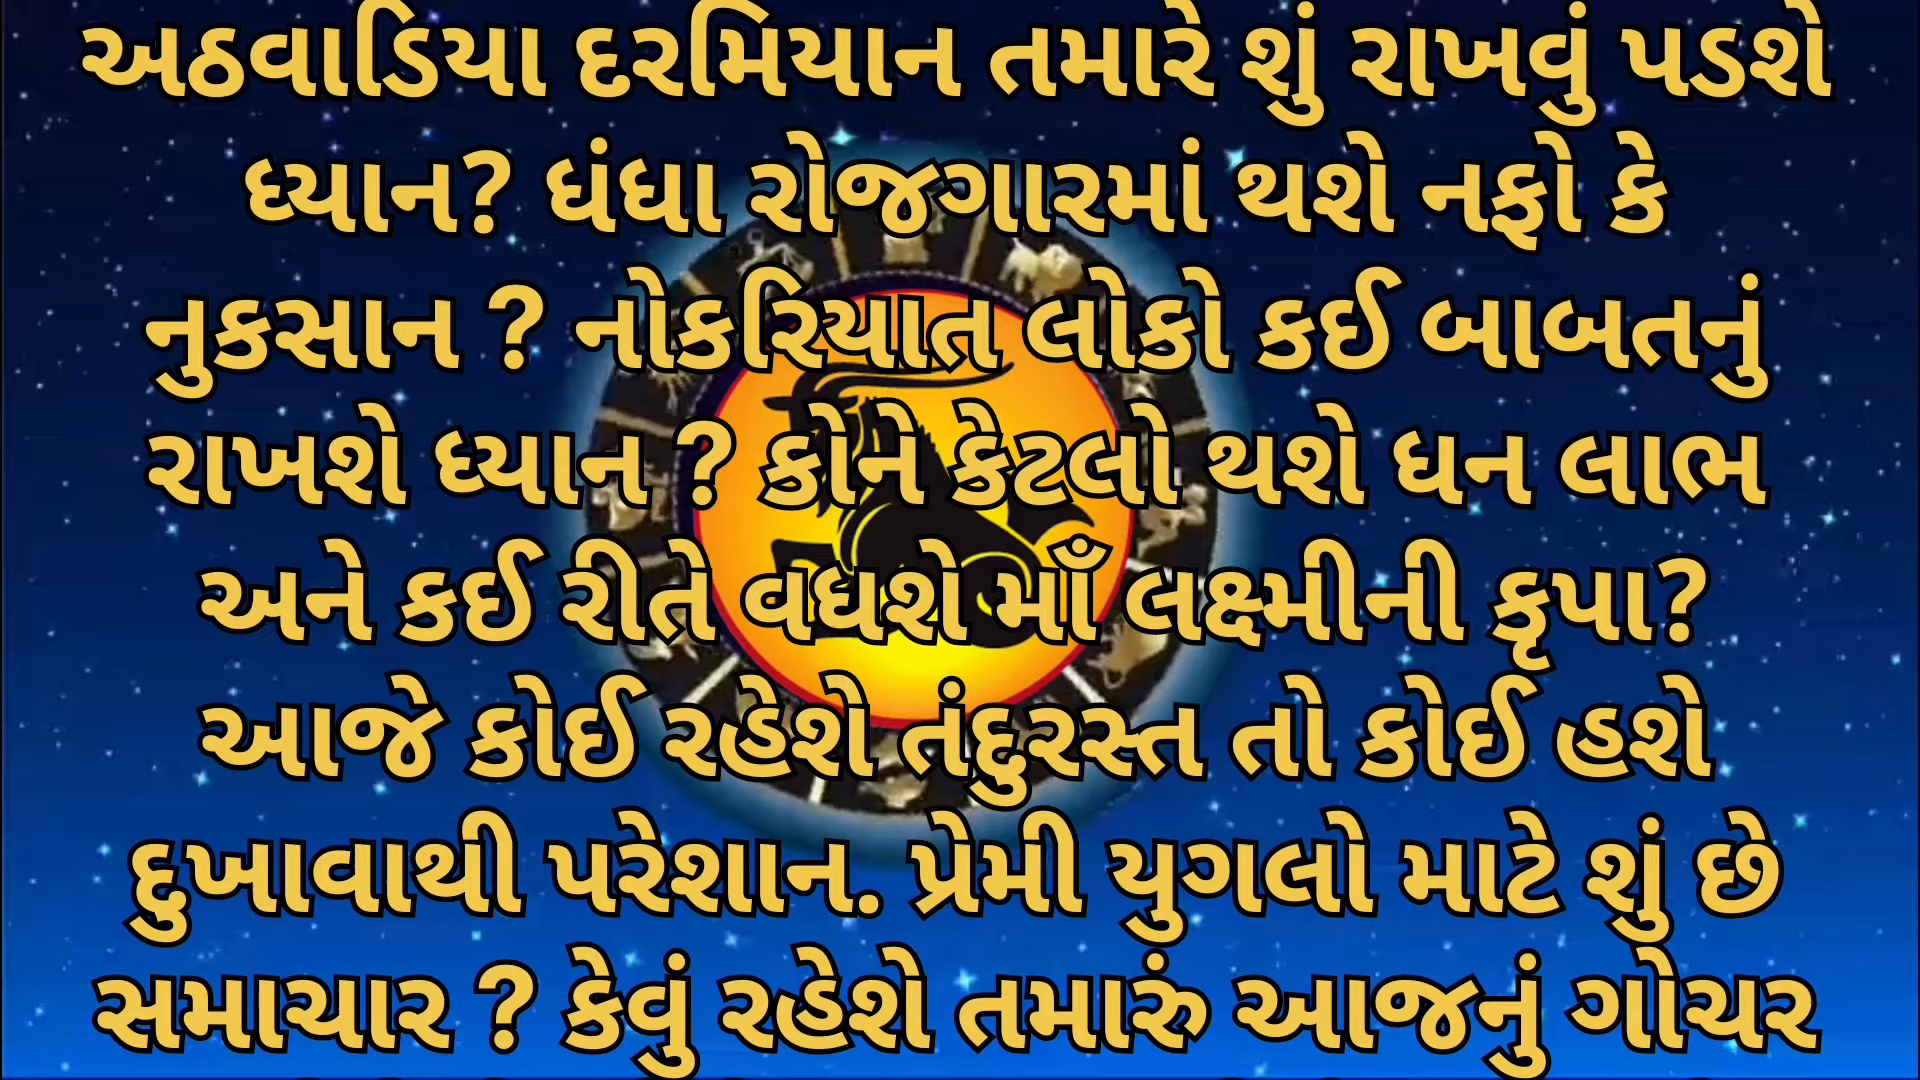 અઠવાડિયા દરમિયાન તમારે શું રાખવું પડશે
ધ્યાન? ધંધા રોજગારમાં થશે નફો કે
નુકસાન ? નોકરિયાત લોકો કઈ બાબતનું
રાખશે ધ્યાન ? કોને કેટલો થશે ધન લાભ
અને કઈ રીતે વધશે માઁ લક્ષ્મીની કૃપા?
આજે કોઈ રહેશે તંદુરસ્ત તો કોઈ હશે
દુખાવાથી પરેશાન. પ્રેમી યુગલો માટે શું છે
સમાચાર ? કેવું રહેશે તમારું આજનું ગોચર